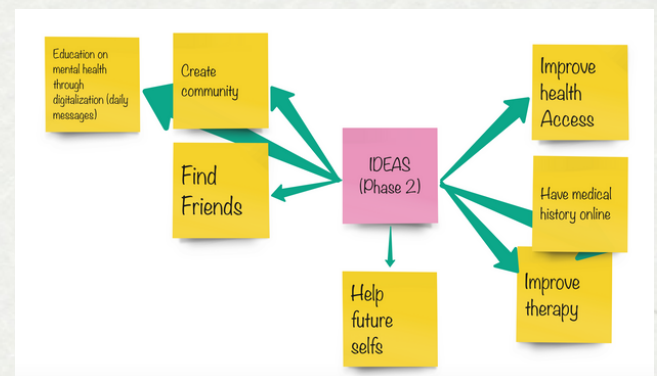 Education on
mental health
through
digitalization (daily
messages)
Create
community
Find
Friends
IDEAS
(Phase 2)
Help
future
selfs
Improve
health
Access
Have medical
history online
Improve
therapy